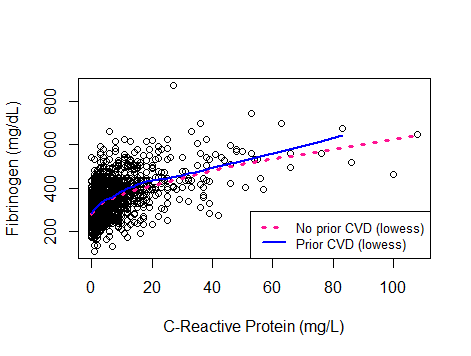 800
600
400
200
Fibrinogen (mg/dL)
No prior CVD (lowess)
Prior CVD (lowess)
0 20 40 60 80 100
C-Reactive Protein (mg/L)